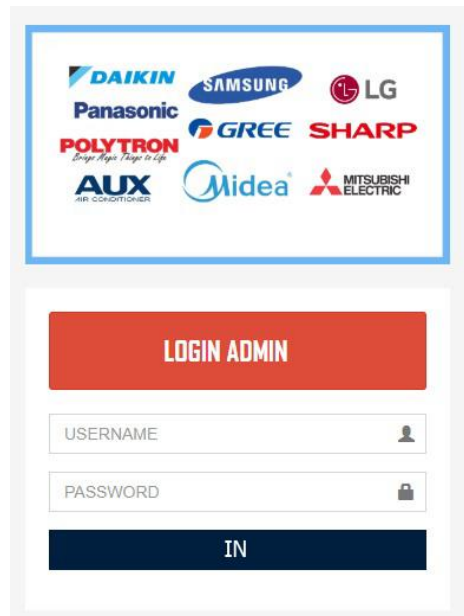 DAIKIN
SAMSUNG
LG
Panasonic
GREE
SHARP
POLYTRON
Brings Magic Things to Life
AUX
AIR CONDITIONER
Midea
MITSUBISHI
ELECTRIC
LOGIN ADMIN
USERNAME
PASSWORD
IN